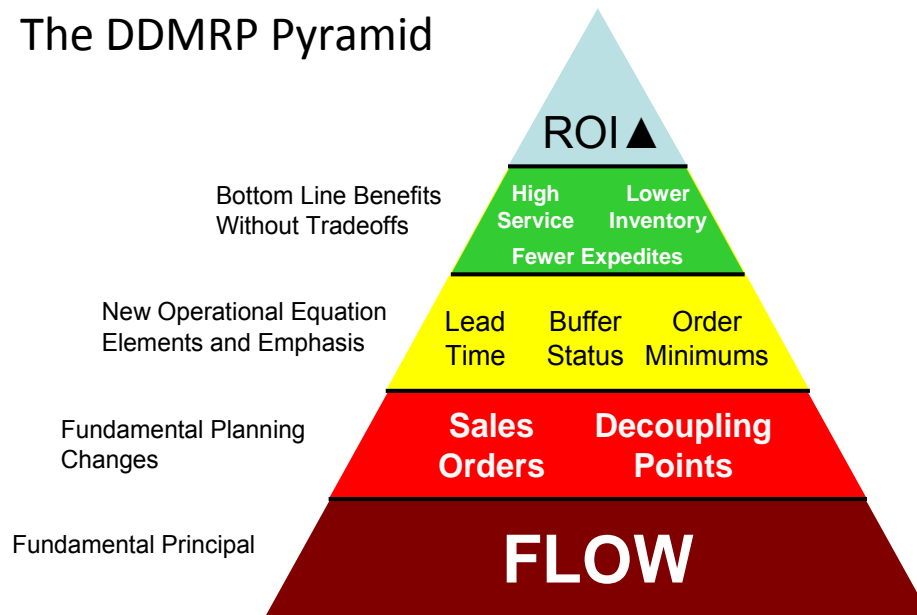 The DDMRP Pyramid
ROI ▲
Bottom Line Benefits
Without Tradeoffs
High
Service
Lower
Inventory
Fewer Expedites
New Operational Equation
Elements and Emphasis
Lead
Time
Buffer
Status
Order
Minimums
Fundamental Planning
Changes
Sales
Orders
Decoupling
Points
Fundamental Principal
FLOW